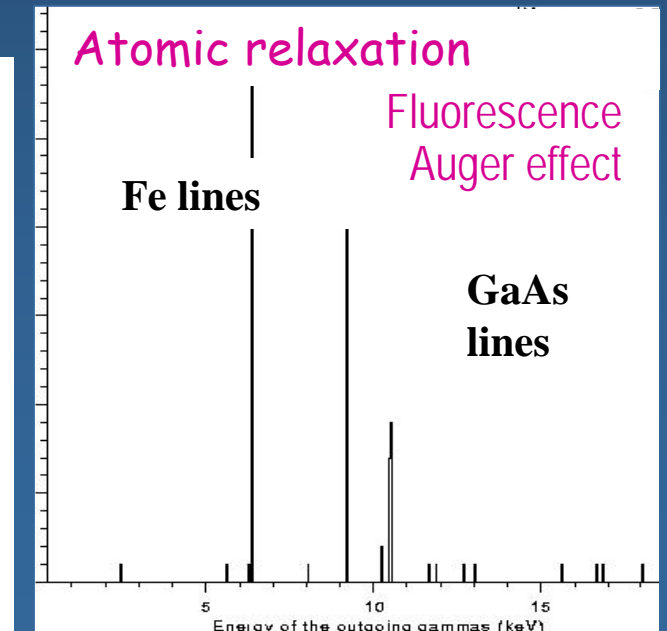 Atomic relaxation
Fluorescence
Auger effect
Fe lines
GaAs
lines
5
10
15
Energy of the outgoing gammas (keV)